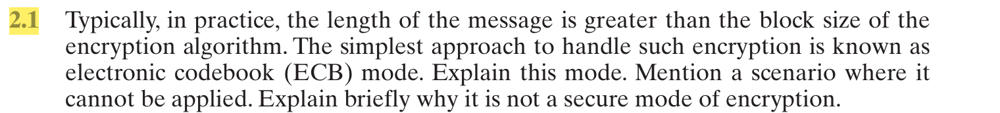 2.1 Typically, in practice, the length of the message is greater than the block size of the
encryption algorithm. The simplest approach to handle such encryption is known as
electronic codebook (ECB) mode. Explain this mode. Mention a scenario where it
cannot be applied. Explain briefly why it is not a secure mode of encryption.